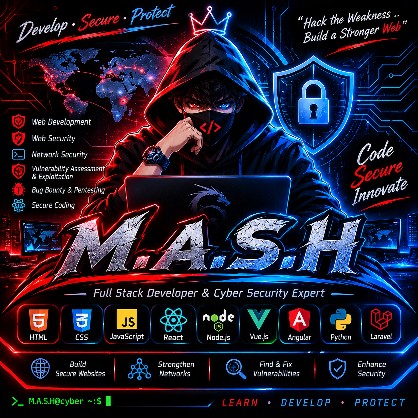 Develop • Secure • Protect
"Hack the Weakness ..
Build a Stronger Web"
Web Development
Web Security
Network Security
Vulnerability Assessment
& Exploitation
Bug Bounty & Pentesting
Secure Coding
</>
Code
Secure
Innovate
M.A.S.H
Full Stack Developer & Cyber Security Expert
HTML
CSS
JS
JavaScript
React
node
Node.js
Vue.js
Angular
Python
Laravel
Build
Secure Websites
Strengthen
Networks
Find & Fix
Vulnerabilities
Enhance
Security
>_ M.A.S.H@cyber ~:$
LEARN • DEVELOP • PROTECT